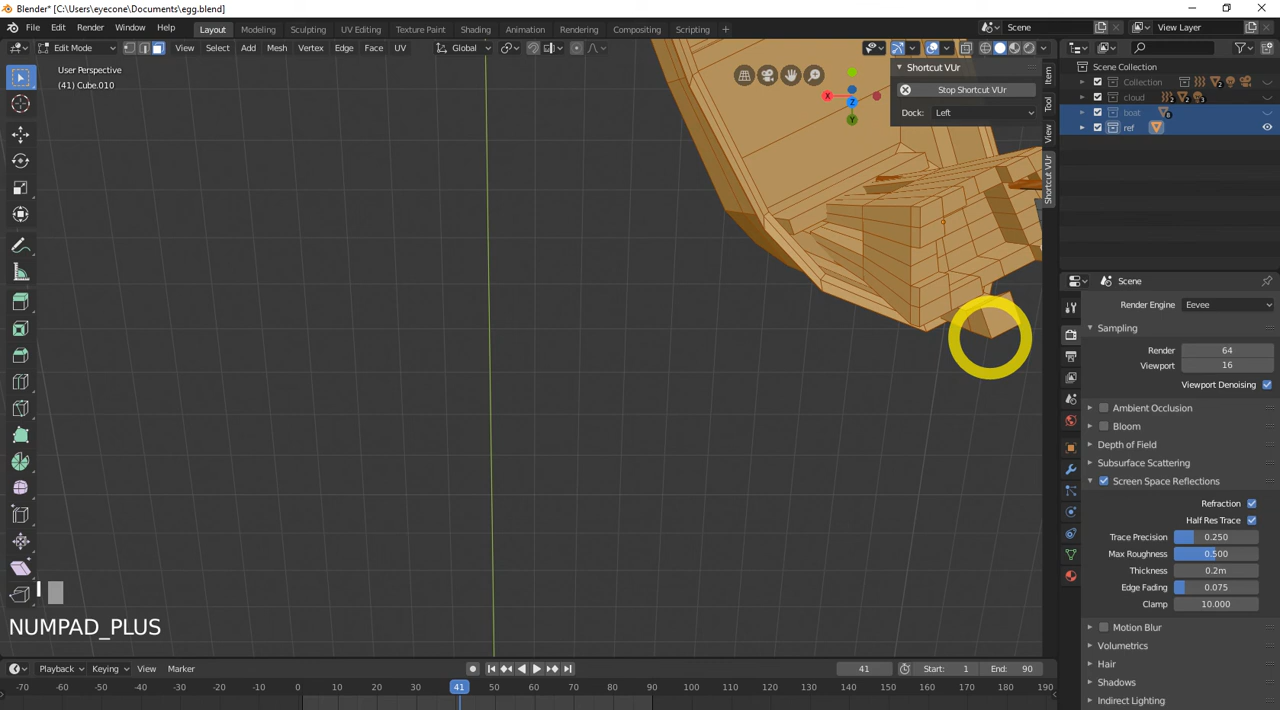 Blender* [C:\Users\eyecone\Documents\egg.blend]
File Edit Render Window Help Layout Modeling Sculpting UV Editing Texture Paint Shading Animation Rendering Compositing Scripting + Scene View Layer
Edit Mode View Select Add Mesh Vertex Edge Face UV Global
User Perspective
(41) Cube.010
Shortcut VUr
Stop Shortcut VUr
Dock: Left
X
Z
Y
Item
Tool
View
Shortcut VUr
Scene Collection
Collection 2
cloud 2 2 3
boat 8
ref
Scene
Render Engine Eevee
Sampling
Render 64
Viewport 16
Viewport Denoising
Ambient Occlusion
Bloom
Depth of Field
Subsurface Scattering
Screen Space Reflections
Refraction
Half Res Trace
Trace Precision 0.250
Max Roughness 0.500
Thickness 0.2m
Edge Fading 0.075
Clamp 10.000
Motion Blur
Volumetrics
Hair
Shadows
Indirect Lighting
NUMPAD_PLUS
Playback Keying View Marker 41 Start: 1 End: 90
-70 -60 -50 -40 -30 -20 -10 0 10 20 30 41 50 60 70 80 90 100 110 120 130 140 150 160 170 180 190